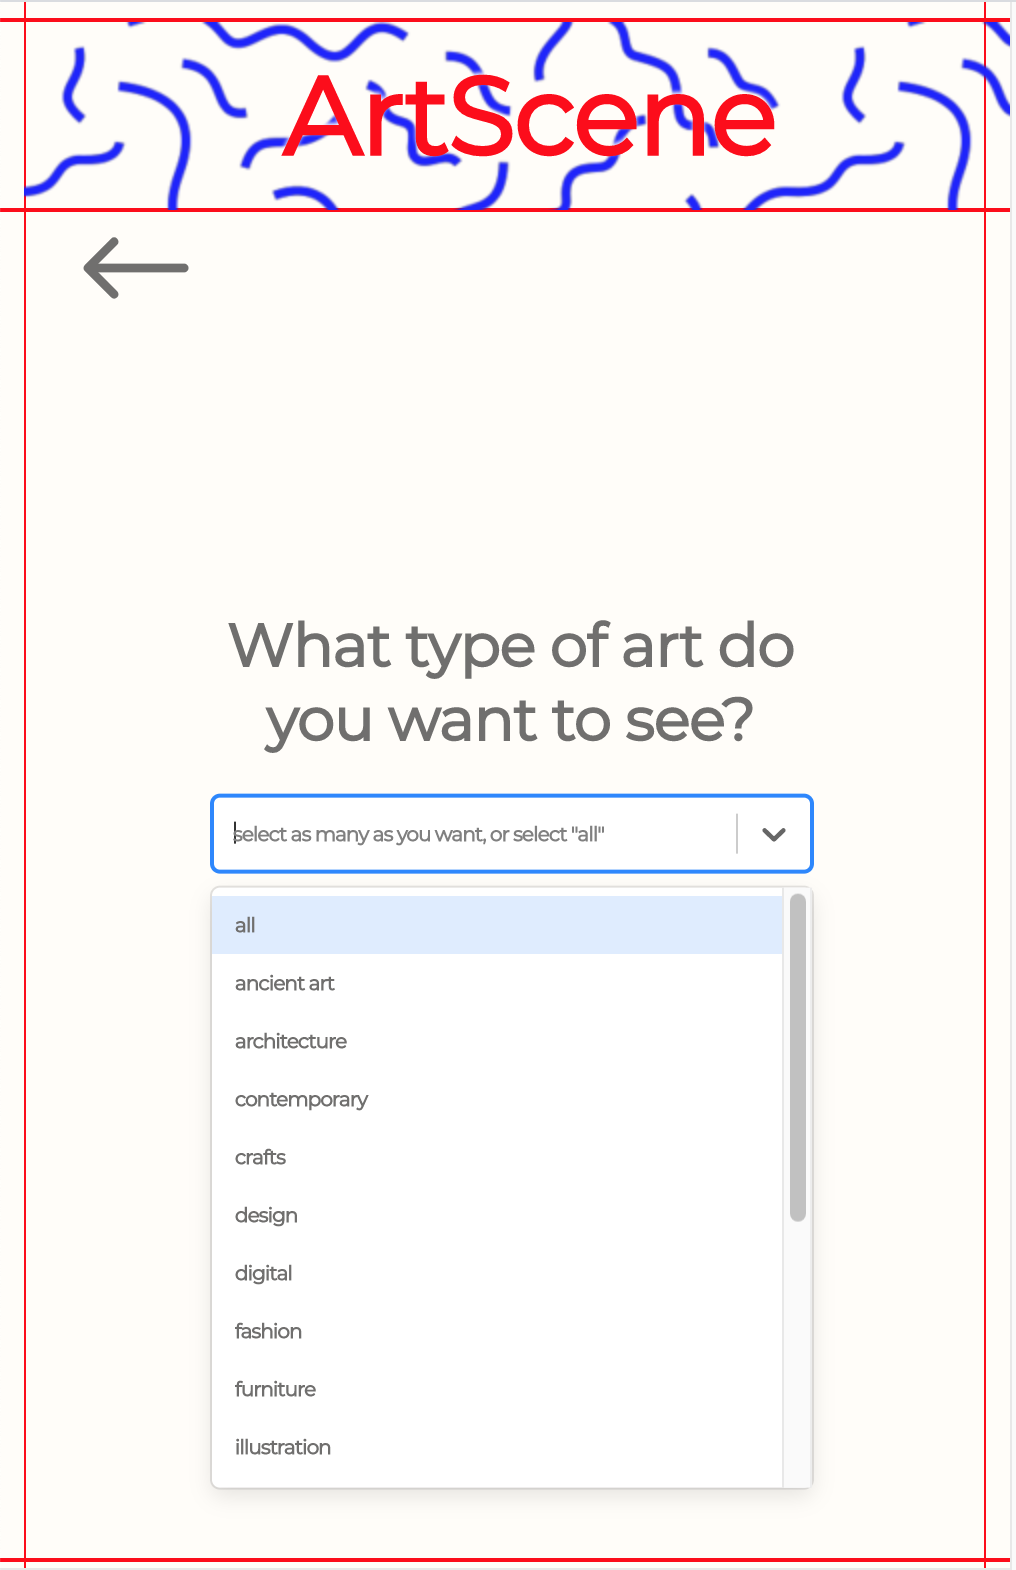 ArtScene
What type of art do
you want to see?
select as many as you want, or select "all"
all
ancient art
architecture
contemporary
crafts
design
digital
fashion
furniture
illustration